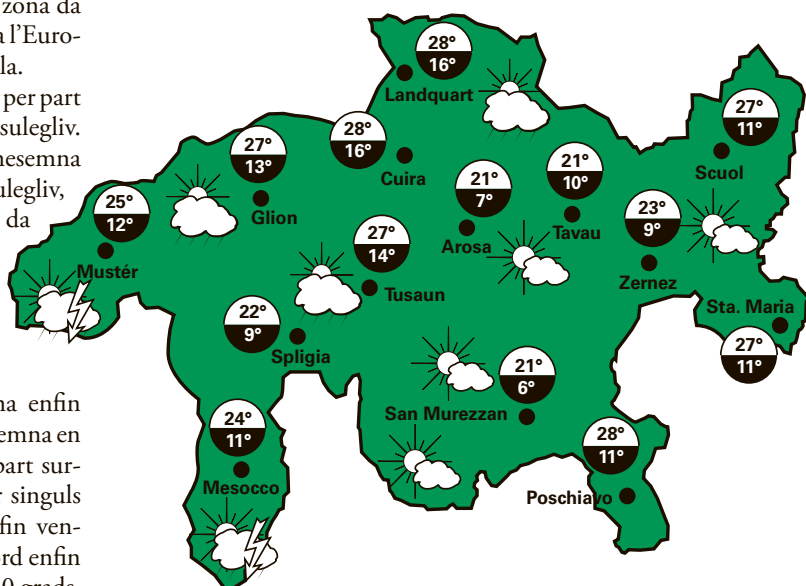 zona da
a l'Euro-
la.
per part
sulegliv.
nesemna
ulegliv,
da
na enfin
emna en
part sur-
r singuls
fin ven-
ord enfin
0 grads
28°
16°
Landquart
28°
16°
Cuira
27°
13°
Glion
25°
12°
Mustér
27°
14°
Tusaun
21°
7°
Arosa
21°
10°
Tavau
27°
11°
Scuol
23°
9°
Zernez
Sta. Maria
27°
11°
22°
9°
Spligia
21°
6°
San Murezzan
24°
11°
Mesocco
28°
11°
Poschiavo